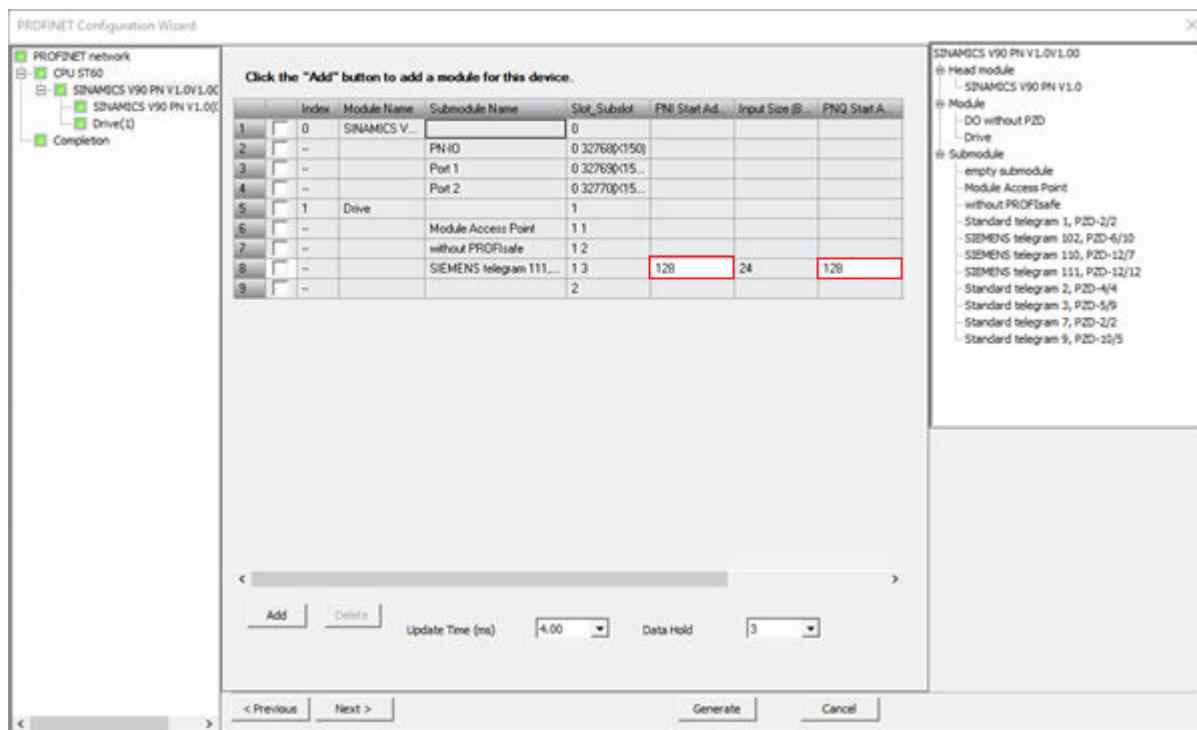 PROFINET Configuration Wizard
PROFINET network
CPU ST60
SINAMICS V90 PN V1.0V1.0C
SINAMICS V90 PN V1.0(0
Drive(1)
Completion
Click the "Add" button to add a module for this device.
Index Module Name Submodule Name Slot_Subslot PNI Start Ad... Input Size (B... PNQ Start A...
1 0 SINAMICS V... 0
2 -- PN-IO 0 32768(X150)
3 -- Port 1 0 32769(X15...
4 -- Port 2 0 32770(X15...
5 1 Drive 1
6 -- Module Access Point 1 1
7 -- without PROFIsafe 1 2
8 -- SIEMENS telegram 111,... 1 3 128 24 128
9 -- 2
Add Delete Update Time (ms) 4.00 Data Hold 3
< Previous Next > Generate Cancel
SINAMICS V90 PN V1.0V1.00
Head module
SINAMICS V90 PN V1.0
Module
DO without PZD
Drive
Submodule
empty submodule
Module Access Point
without PROFIsafe
Standard telegram 1, PZD-2/2
SIEMENS telegram 102, PZD-6/10
SIEMENS telegram 110, PZD-12/7
SIEMENS telegram 111, PZD-12/12
Standard telegram 2, PZD-4/4
Standard telegram 3, PZD-5/9
Standard telegram 7, PZD-2/2
Standard telegram 9, PZD-10/5